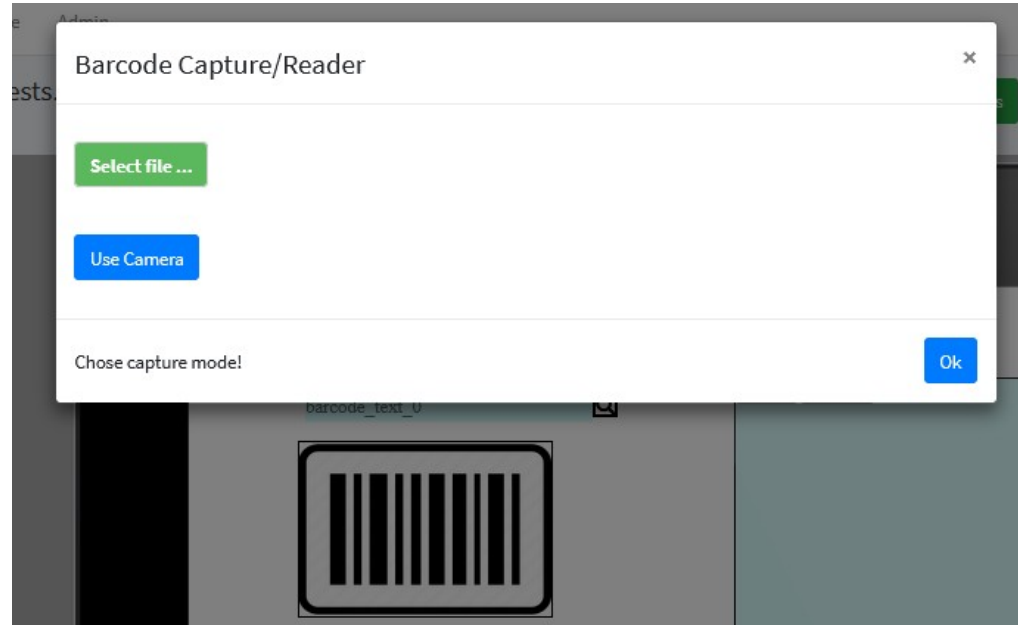 e Admin
Barcode Capture/Reader ×
ests.
s
Select file ...
Use Camera
Chose capture mode!
Ok
barcode_text_0